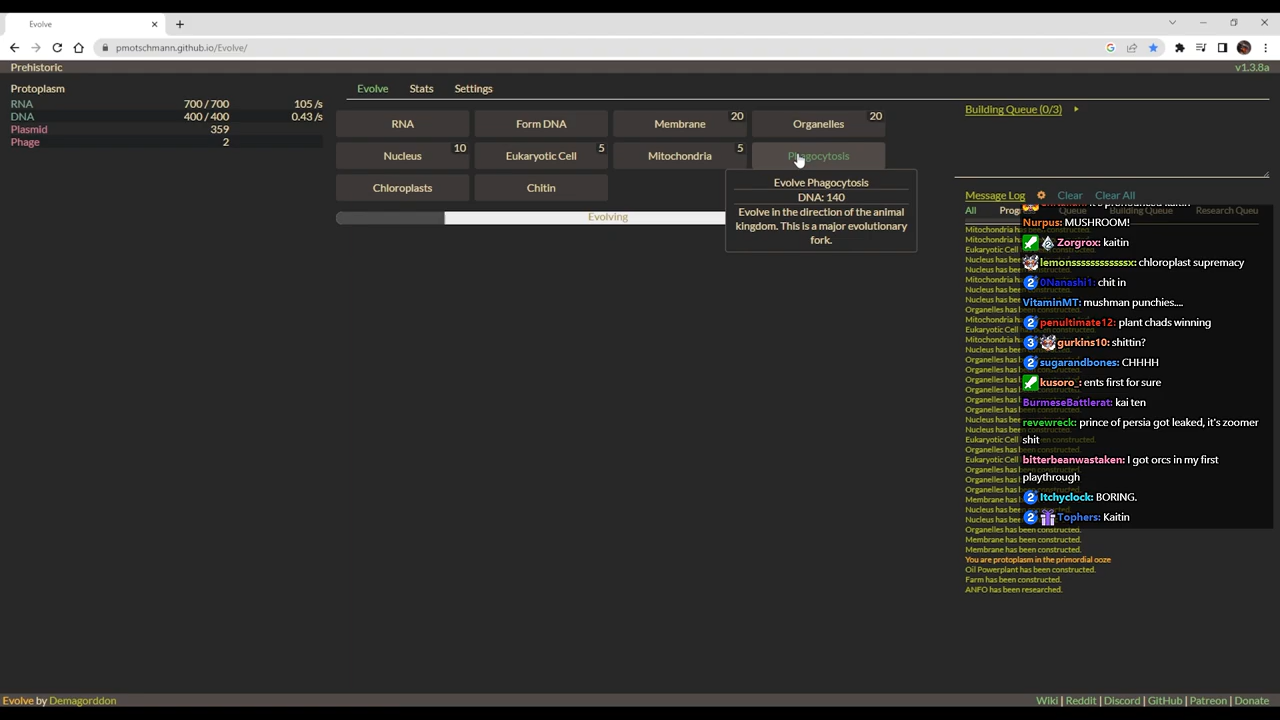 Evolve
pmotschmann.github.io/Evolve/
Prehistoric
v1.3.8a
Protoplasm
RNA 700 / 700 105 /s
DNA 400 / 400 0.43 /s
Plasmid 359
Phage 2
Evolve Stats Settings
RNA
Form DNA
Membrane 20
Organelles 20
Nucleus 10
Eukaryotic Cell 5
Mitochondria 5
Phagocytosis
Chloroplasts
Chitin
Evolving
Evolve Phagocytosis
DNA: 140
Evolve in the direction of the animal
kingdom. This is a major evolutionary
fork.
Building Queue (0/3)
Message Log Clear Clear All
All Prog Queue Building Queue Research Queu
Nurpus: MUSHROOM!
Zorgrox: kaitin
lemonsssssssssssx: chloroplast supremacy
0Nanashi1: chit in
VitaminMT: mushman punchies....
penultimate12: plant chads winning
gurkins10: shittin?
sugarandbones: CHHHH
kusoro_: ents first for sure
BurmeseBattlerat: kai ten
revewreck: prince of persia got leaked, it's zoomer
shit
bitterbeanwastaken: I got orcs in my first
playthrough
Itchyclock: BORING.
Tophers: Kaitin
Organelles has been constructed.
Membrane has been constructed.
Membrane has been constructed.
You are protoplasm in the primordial ooze
Oil Powerplant has been constructed.
Farm has been constructed.
ANFO has been researched.
Evolve by Demagorddon
Wiki | Reddit | Discord | GitHub | Patreon | Donate